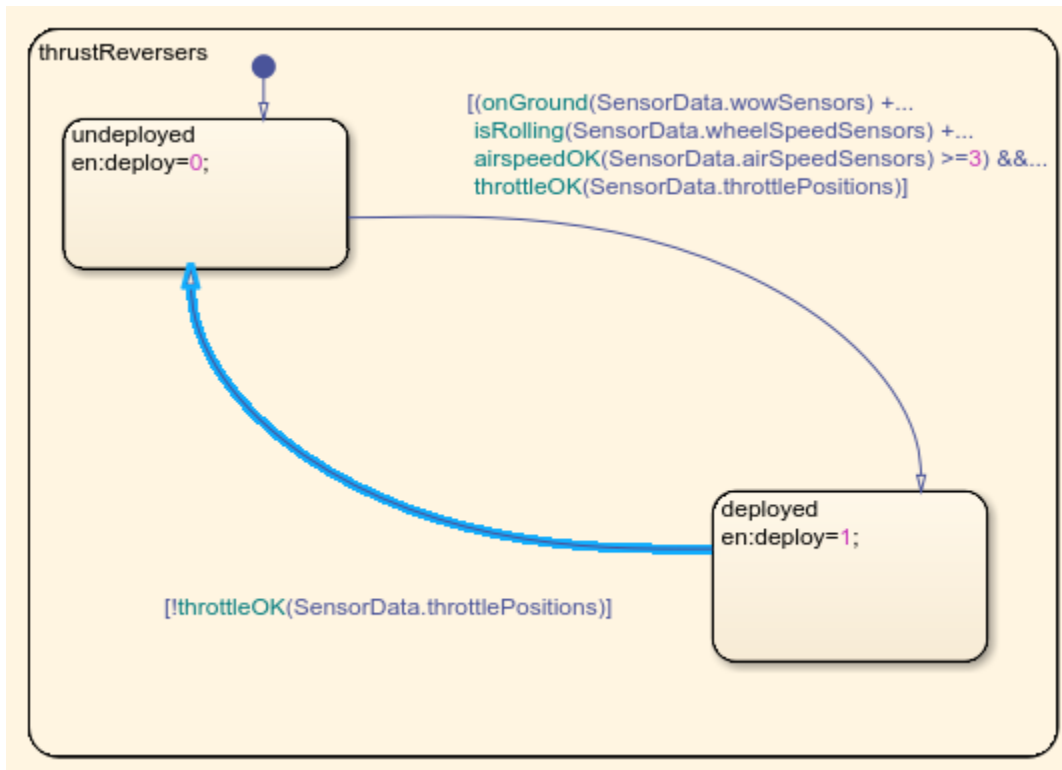 thrustReversers
undeployed
en:deploy=0;
[(onGround(SensorData.wowSensors) +...
isRolling(SensorData.wheelSpeedSensors) +...
airspeedOK(SensorData.airSpeedSensors) >=3) &&...
throttleOK(SensorData.throttlePositions)]
deployed
en:deploy=1;
[!throttleOK(SensorData.throttlePositions)]